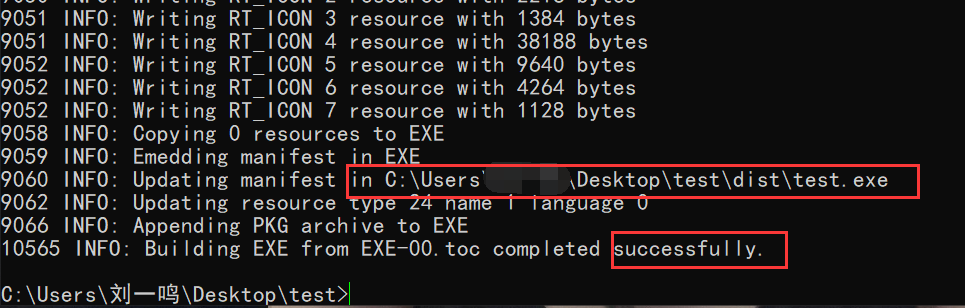 9051 INFO: Writing RT_ICON 3 resource with 1384 bytes
9051 INFO: Writing RT_ICON 4 resource with 38188 bytes
9052 INFO: Writing RT_ICON 5 resource with 9640 bytes
9052 INFO: Writing RT_ICON 6 resource with 4264 bytes
9052 INFO: Writing RT_ICON 7 resource with 1128 bytes
9058 INFO: Copying 0 resources to EXE
9059 INFO: Emedding manifest in EXE
9060 INFO: Updating manifest in C:\Users\ \Desktop\test\dist\test.exe
9062 INFO: Updating resource type 24 name 1 language 0
9066 INFO: Appending PKG archive to EXE
10565 INFO: Building EXE from EXE-00.toc completed successfully.
C:\Users\刘一鸣\Desktop\test>